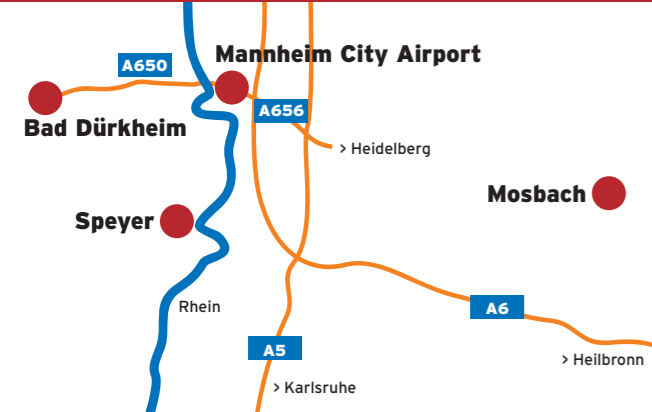 Mannheim City Airport
A650
A656
Bad Dürkheim
> Heidelberg
Mosbach
Speyer
Rhein
A6
A5
> Heilbronn
> Karlsruhe